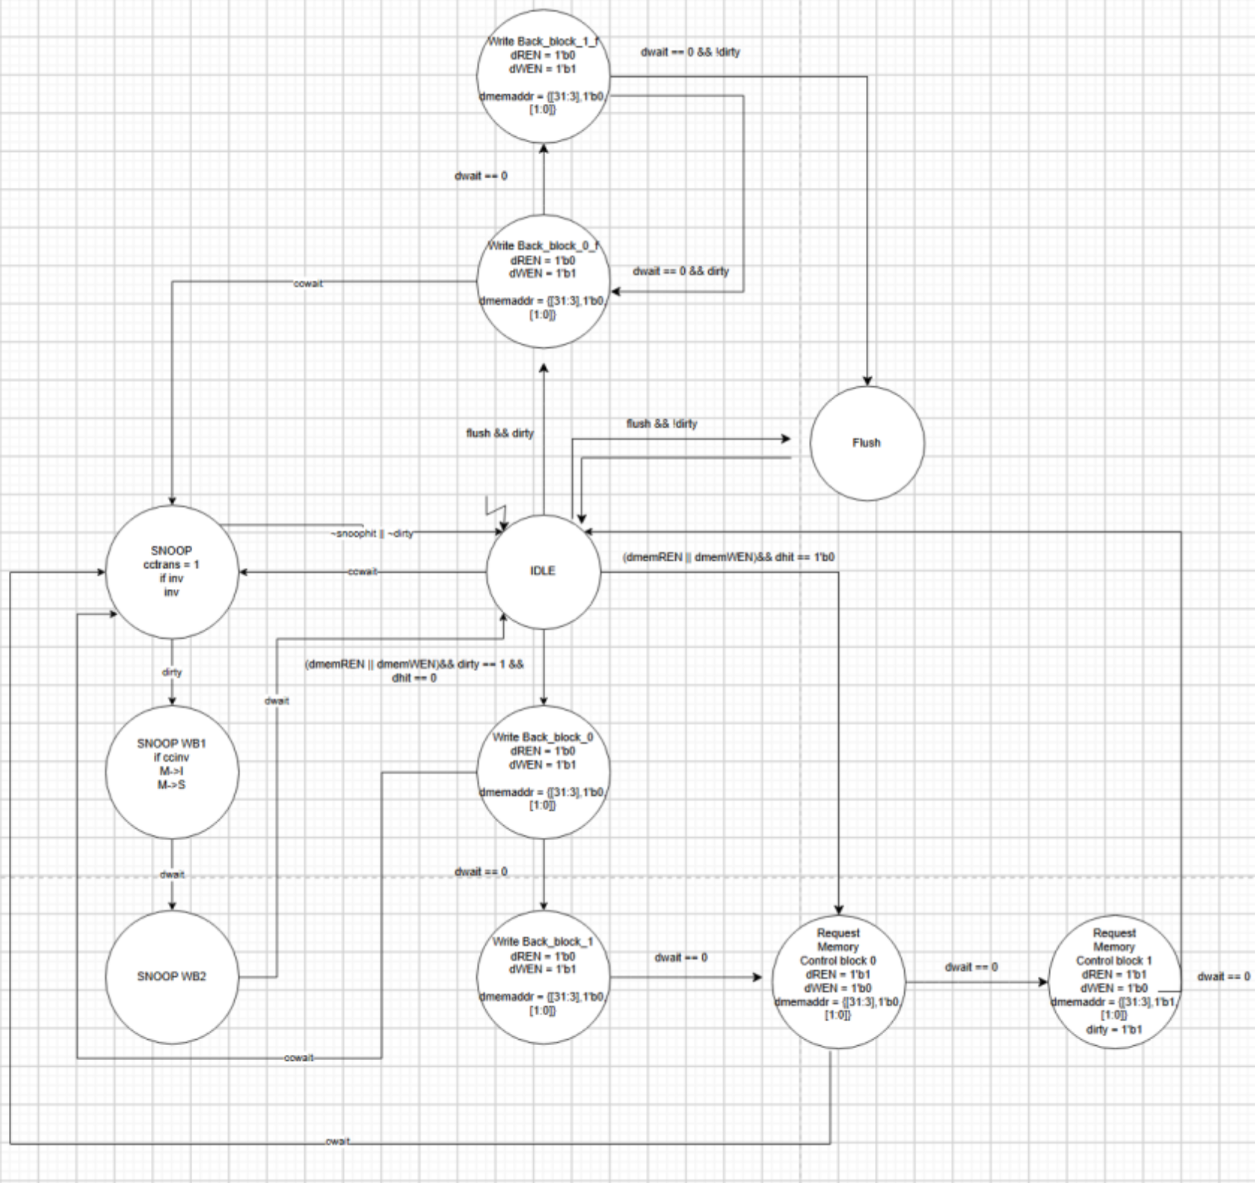 Write Back_block_1_f
dREN = 1'b0
dWEN = 1'b1
dmemaddr = {[31:3],1'b0,
[1:0]}
dwait == 0 && !dirty
dwait == 0
Write Back_block_0_f
dREN = 1'b0
dWEN = 1'b1
dmemaddr = {[31:3],1'b0,
[1:0]}
dwait == 0 && dirty
ccwait
flush && dirty
flush && !dirty
Flush
SNOOP
cctrans = 1
if inv
inv
~snoophit || ~dirty
ccwait
IDLE
(dmemREN || dmemWEN)&& dhit == 1'b0
dirty
(dmemREN || dmemWEN)&& dirty == 1 &&
dhit == 0
dwait
SNOOP WB1
if ccinv
M->I
M->S
Write Back_block_0
dREN = 1'b0
dWEN = 1'b1
dmemaddr = {[31:3],1'b0,
[1:0]}
dwait
dwait == 0
SNOOP WB2
Write Back_block_1
dREN = 1'b0
dWEN = 1'b1
dmemaddr = {[31:3],1'b0,
[1:0]}
dwait == 0
Request
Memory
Control block 0
dREN = 1'b1
dWEN = 1'b0
dmemaddr = {[31:3],1'b0,
[1:0]}
dwait == 0
Request
Memory
Control block 1
dREN = 1'b1
dWEN = 1'b0
dmemaddr = {[31:3],1'b1,
[1:0]}
dirty = 1'b1
dwait == 0
ccwait
cwait